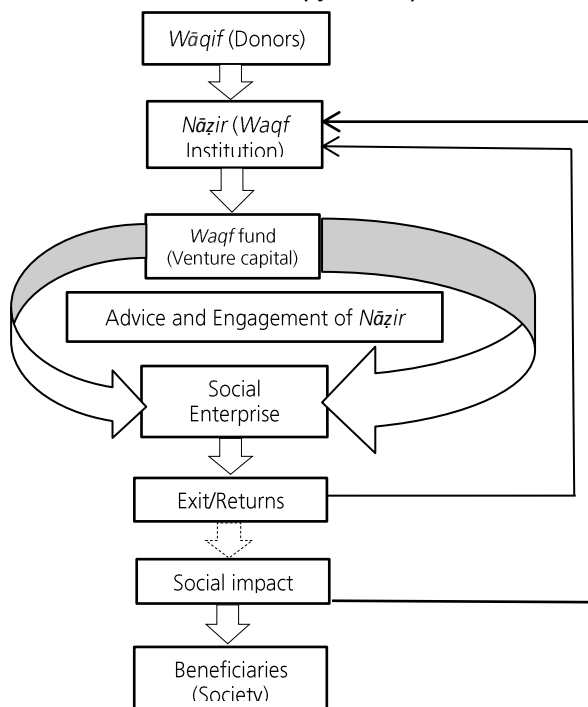 Wāqif (Donors)
Nāẓir (Waqf
Institution)
Waqf fund
(Venture capital)
Advice and Engagement of Nāẓir
Social
Enterprise
Exit/Returns
Social impact
Beneficiaries
(Society)